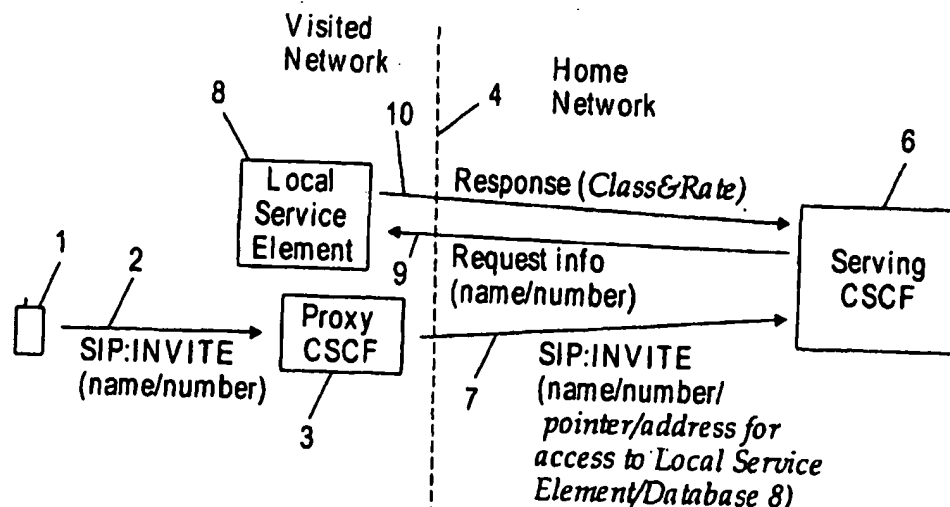 Visited
Network
Home
Network
8
10
4
6
Local
Service
Element
Response (Class&Rate)
9
Request info
(name/number)
Serving
CSCF
1
2
SIP:INVITE
(name/number)
Proxy
CSCF
3
7
SIP:INVITE
(name/number/
pointer/address for
access to Local Service
Element/Database 8)